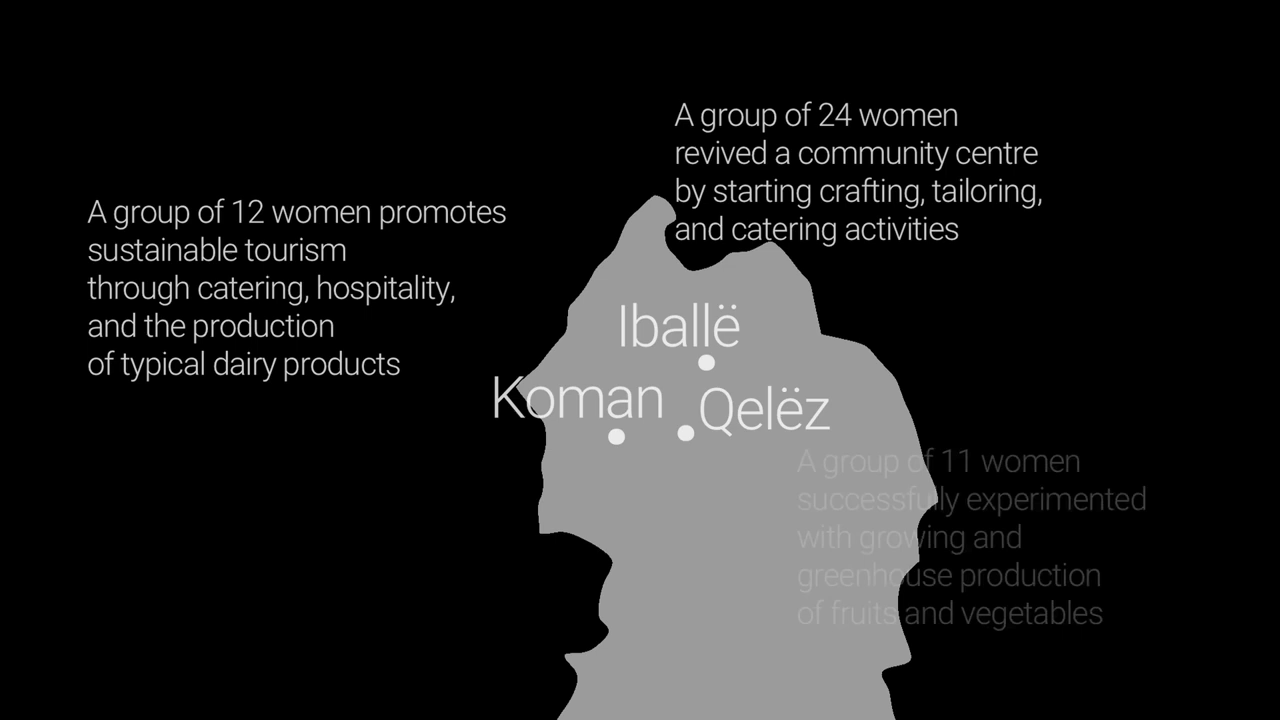 A group of 12 women promotes
sustainable tourism
through catering, hospitality,
and the production
of typical dairy products
A group of 24 women
revived a community centre
by starting crafting, tailoring,
and catering activities
Iballë
Koman
Qelëz
A group of 11 women
successfully experimented
with growing and
greenhouse production
of fruits and vegetables